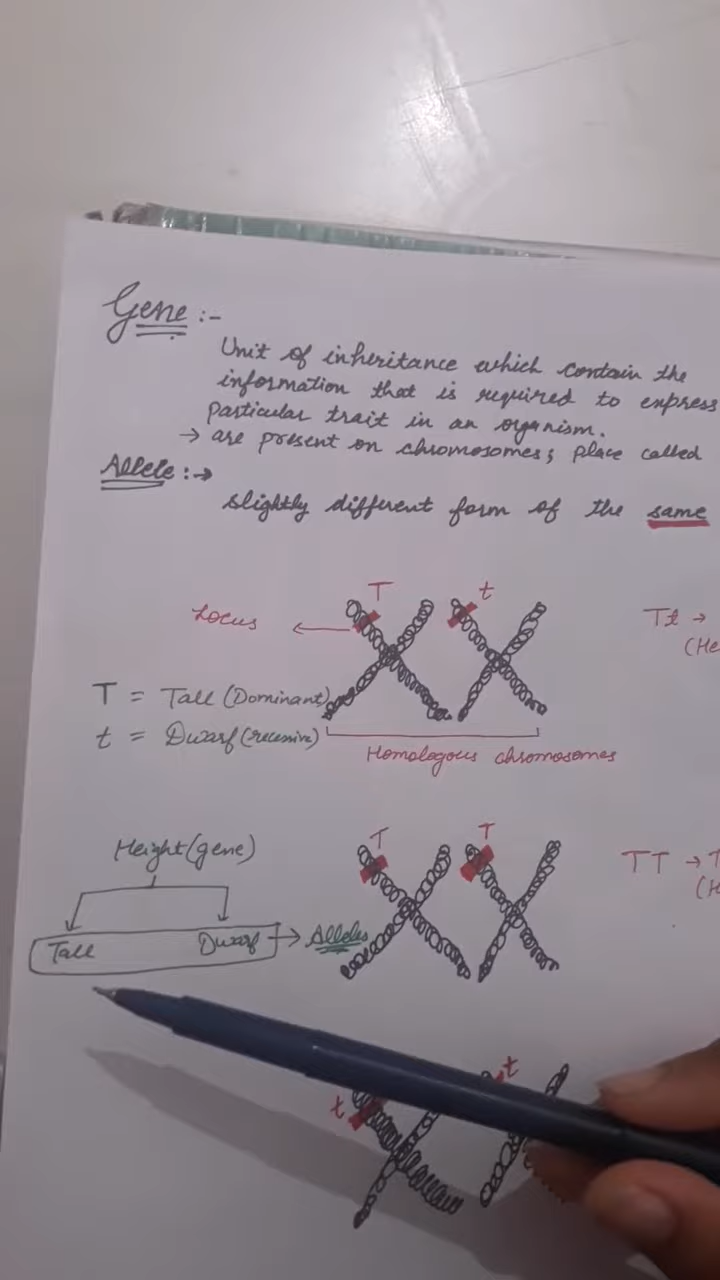 Gene :-
Unit of inheritance which contain the
information that is required to express
particular trait in an organism.
→ are present on chromosomes; place called
Allele :→
slightly different form of the same
T t
Locus ←
Tt →
(He
T = Tall (Dominant)
t = Dwarf (recessive)
Homologous chromosomes
Height (gene)
T T
TT → T
(H
Tall Dwarf → Alleles
t t